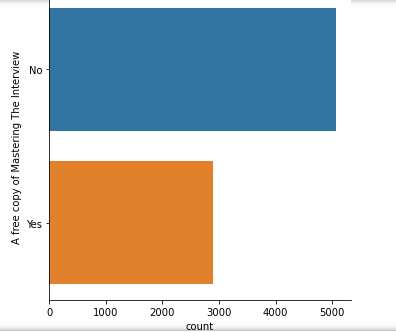 A free copy of Mastering The Interview
No
Yes
0 1000 2000 3000 4000 5000
count